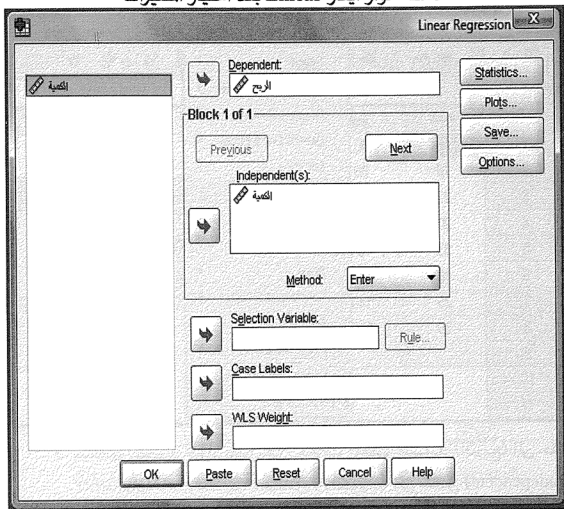 Linear Regression
الكمية
Dependent:
الربح
Statistics...
Plots...
Save...
Options...
Block 1 of 1
Previous
Next
Independent(s):
الكمية
Method:
Enter
Selection Variable:
Rule...
Case Labels:
WLS Weight:
OK
Paste
Reset
Cancel
Help